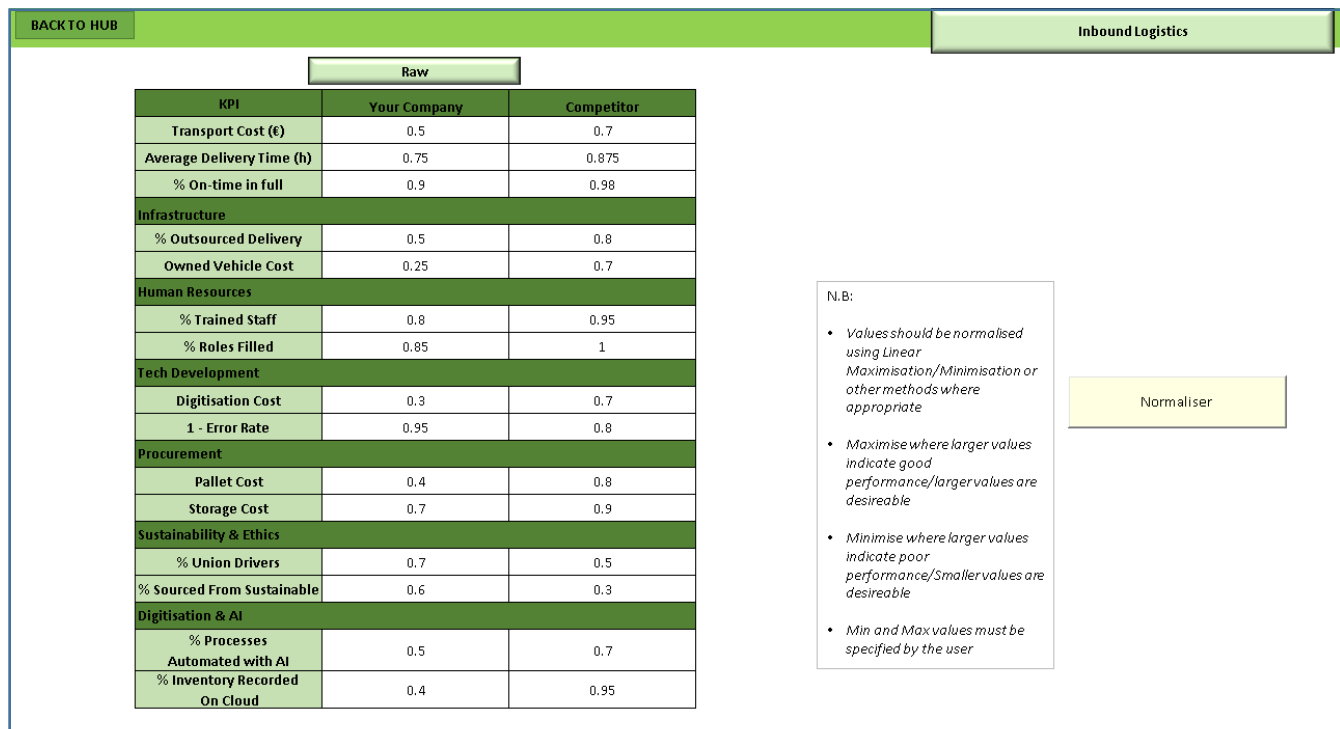 BACK TO HUB
Inbound Logistics
Raw
KPI Your Company Competitor
Transport Cost (€) 0.5 0.7
Average Delivery Time (h) 0.75 0.875
% On-time in full 0.9 0.98
Infrastructure
% Outsourced Delivery 0.5 0.8
Owned Vehicle Cost 0.25 0.7
Human Resources
% Trained Staff 0.8 0.95
% Roles Filled 0.85 1
Tech Development
Digitisation Cost 0.3 0.7
1 - Error Rate 0.95 0.8
Procurement
Pallet Cost 0.4 0.8
Storage Cost 0.7 0.9
Sustainability & Ethics
% Union Drivers 0.7 0.5
% Sourced From Sustainable 0.6 0.3
Digitisation & AI
% Processes
Automated with AI 0.5 0.7
% Inventory Recorded
On Cloud 0.4 0.95
N.B:
• Values should be normalised
using Linear
Maximisation/Minimisation or
other methods where
appropriate
• Maximise where larger values
indicate good
performance/larger values are
desireable
• Minimise where larger values
indicate poor
performance/Smaller values are
desireable
• Min and Max values must be
specified by the user
Normaliser